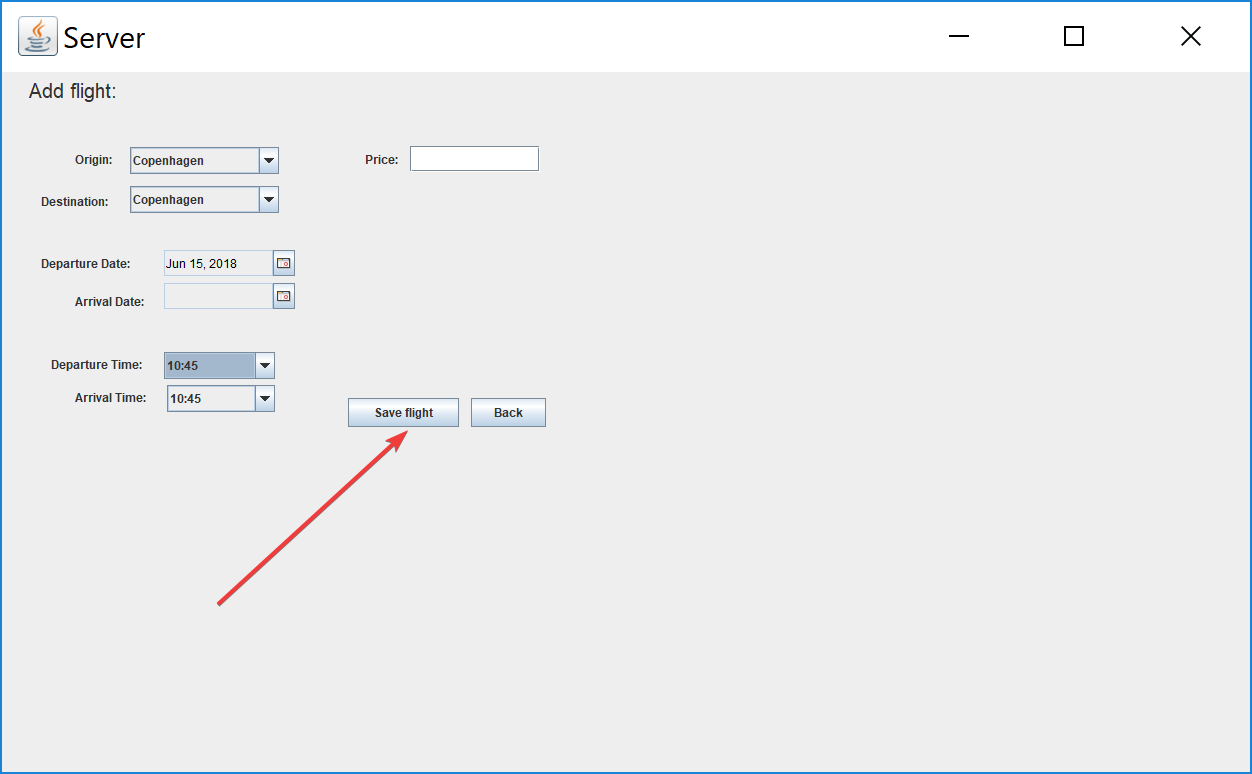 Server
Add flight:
Origin: Copenhagen Price:
Destination: Copenhagen
Departure Date: Jun 15, 2018
Arrival Date:
Departure Time: 10:45
Arrival Time: 10:45
Save flight Back